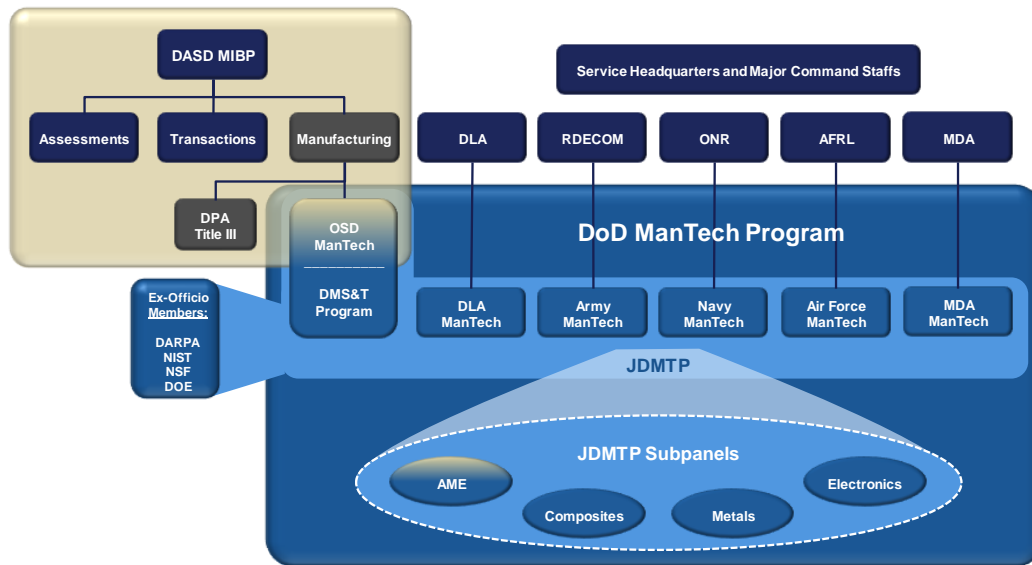 DASD MIBP
Service Headquarters and Major Command Staffs
Assessments
Transactions
Manufacturing
DLA
RDECOM
ONR
AFRL
MDA
DPA
Title III
OSD
ManTech
DMS&T
Program
DoD ManTech Program
Ex-Officio
Members:
DARPA
NIST
NSF
DOE
DLA
ManTech
Army
ManTech
Navy
ManTech
Air Force
ManTech
MDA
ManTech
JDMTP
JDMTP Subpanels
AME
Composites
Metals
Electronics